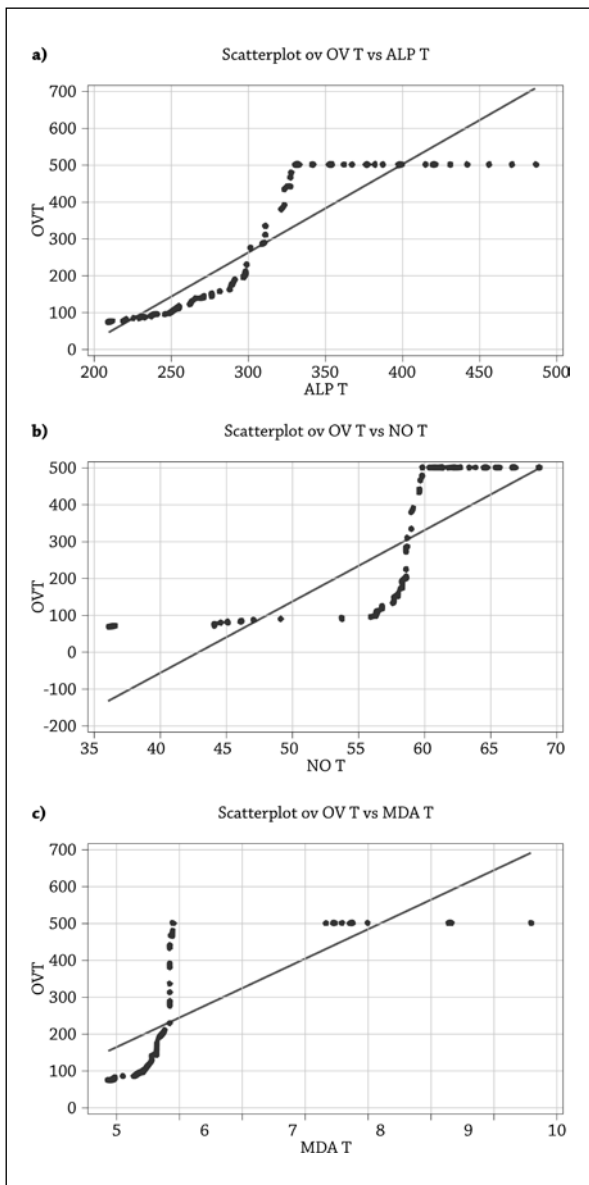 a)
Scatterplot ov OV T vs ALP T
700
600
500
400
300
200
100
0
OVT
200 250 300 350 400 450 500
ALP T
b)
Scatterplot ov OV T vs NO T
500
400
300
200
100
0
-100
-200
OVT
35 40 45 50 55 60 65 70
NO T
c)
Scatterplot ov OV T vs MDA T
700
600
500
400
300
200
100
0
OVT
5 6 7 8 9 10
MDA T